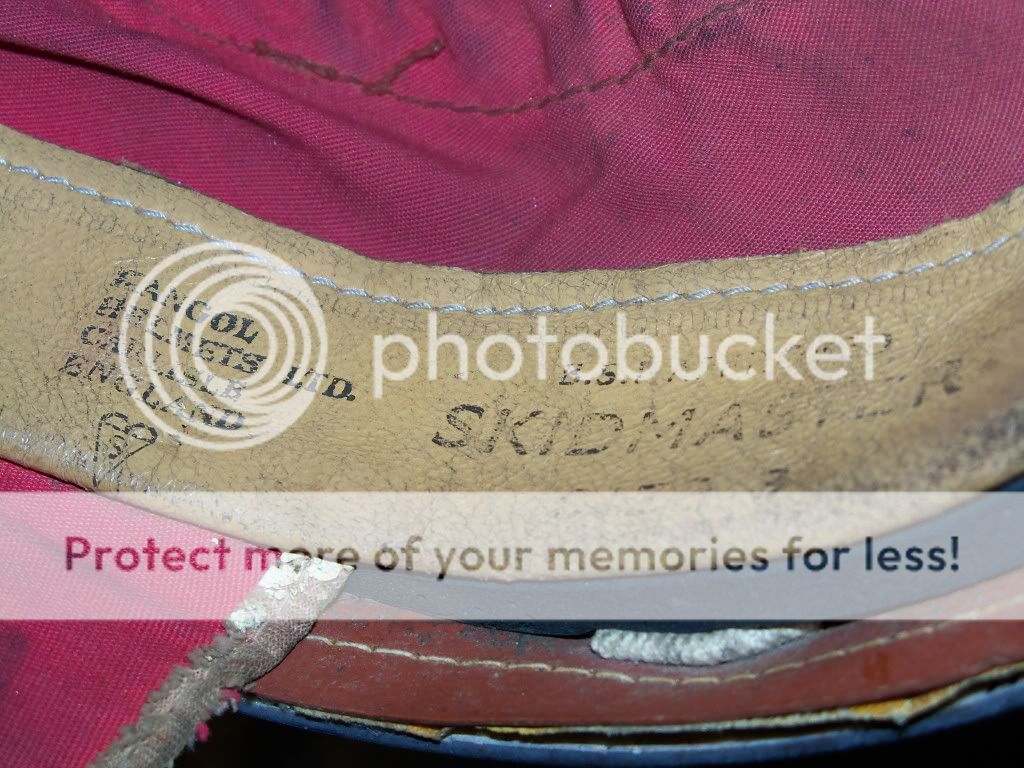 KANGOL
HELMETS LTD.
CARLISLE
ENGLAND
SKIDMASTER
photobucket
Protect more of your memories for less!